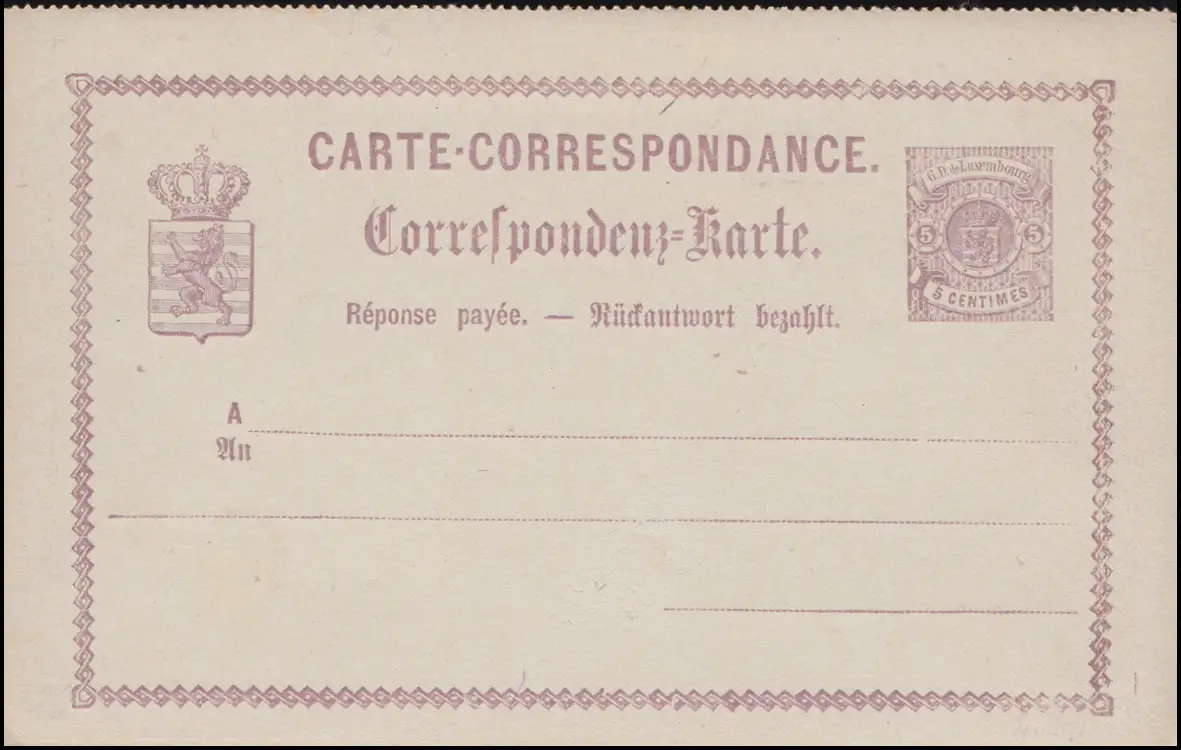 CARTE-CORRESPONDANCE.
Correſpondenz-Karte.
Réponse payée. — Rückantwort bezahlt.
G. D. de Luxembourg
5 5
5 CENTIMES
A
An